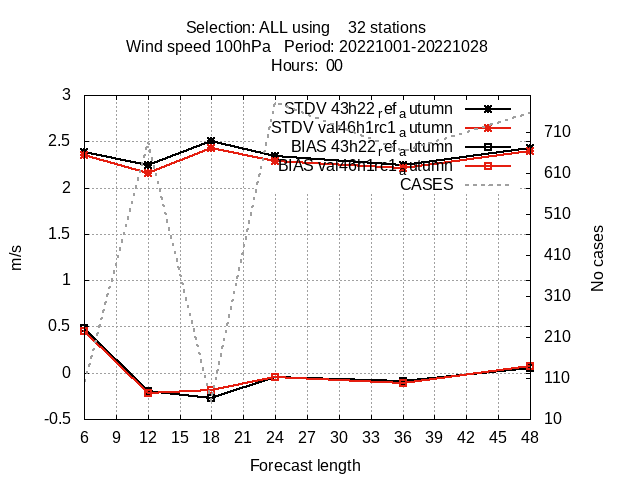 Selection: ALL using    32 stations
Wind speed 100hPa   Period: 20221001-20221028
Hours:  00
STDV 43h22ref_autumn
STDV val46h1rc1_autumn
BIAS 43h22ref_autumn
BIAS val46h1rc1_autumn
CASES
3
2.5
2
1.5
1
0.5
0
-0.5
m/s
710
610
510
410
310
210
110
10
No cases
6 9 12 15 18 21 24 27 30 33 36 39 42 45 48
Forecast length